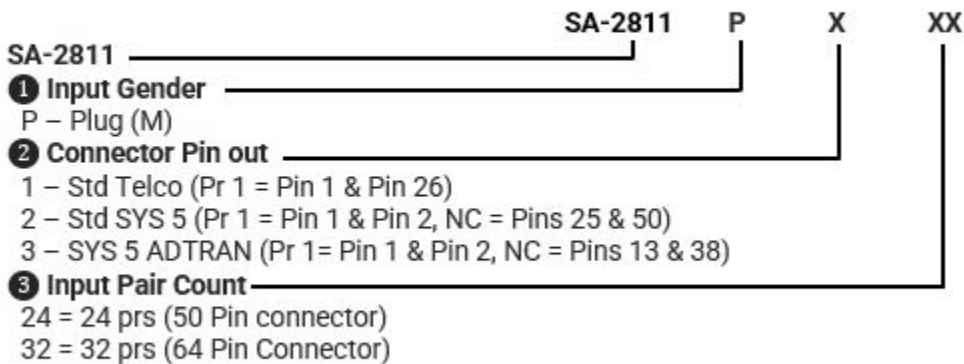 SA-2811 P X XX
SA-2811
❶ Input Gender
P – Plug (M)
❷ Connector Pin out
1 – Std Telco (Pr 1 = Pin 1 & Pin 26)
2 – Std SYS 5 (Pr 1 = Pin 1 & Pin 2, NC = Pins 25 & 50)
3 – SYS 5 ADTRAN (Pr 1= Pin 1 & Pin 2, NC = Pins 13 & 38)
❸ Input Pair Count
24 = 24 prs (50 Pin connector)
32 = 32 prs (64 Pin Connector)